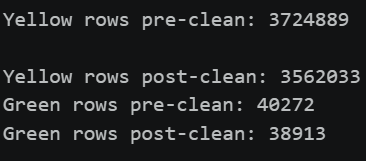 Yellow rows pre-clean: 3724889
Yellow rows post-clean: 3562033
Green rows pre-clean: 40272
Green rows post-clean: 38913